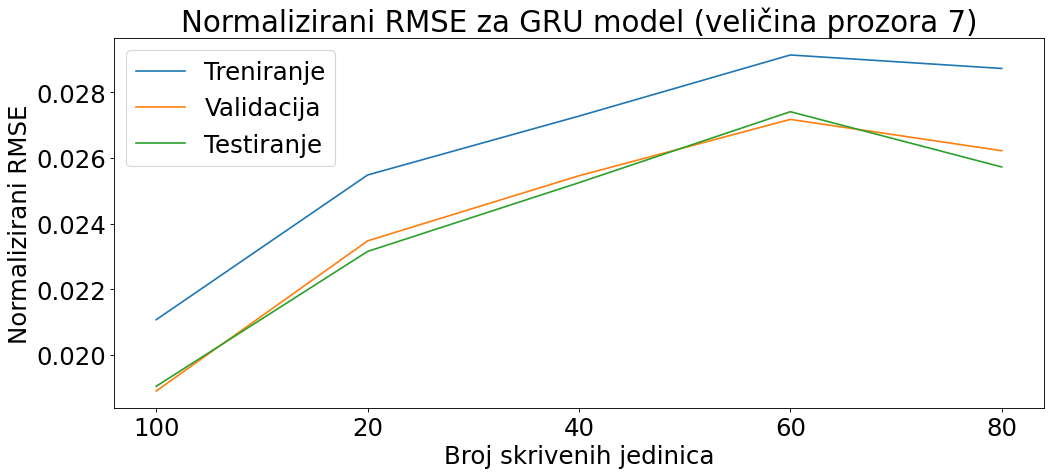 Normalizirani RMSE za GRU model (veličina prozora 7)
Treniranje
Validacija
Testiranje
Normalizirani RMSE
0.028
0.026
0.024
0.022
0.020
100 20 40 60 80
Broj skrivenih jedinica